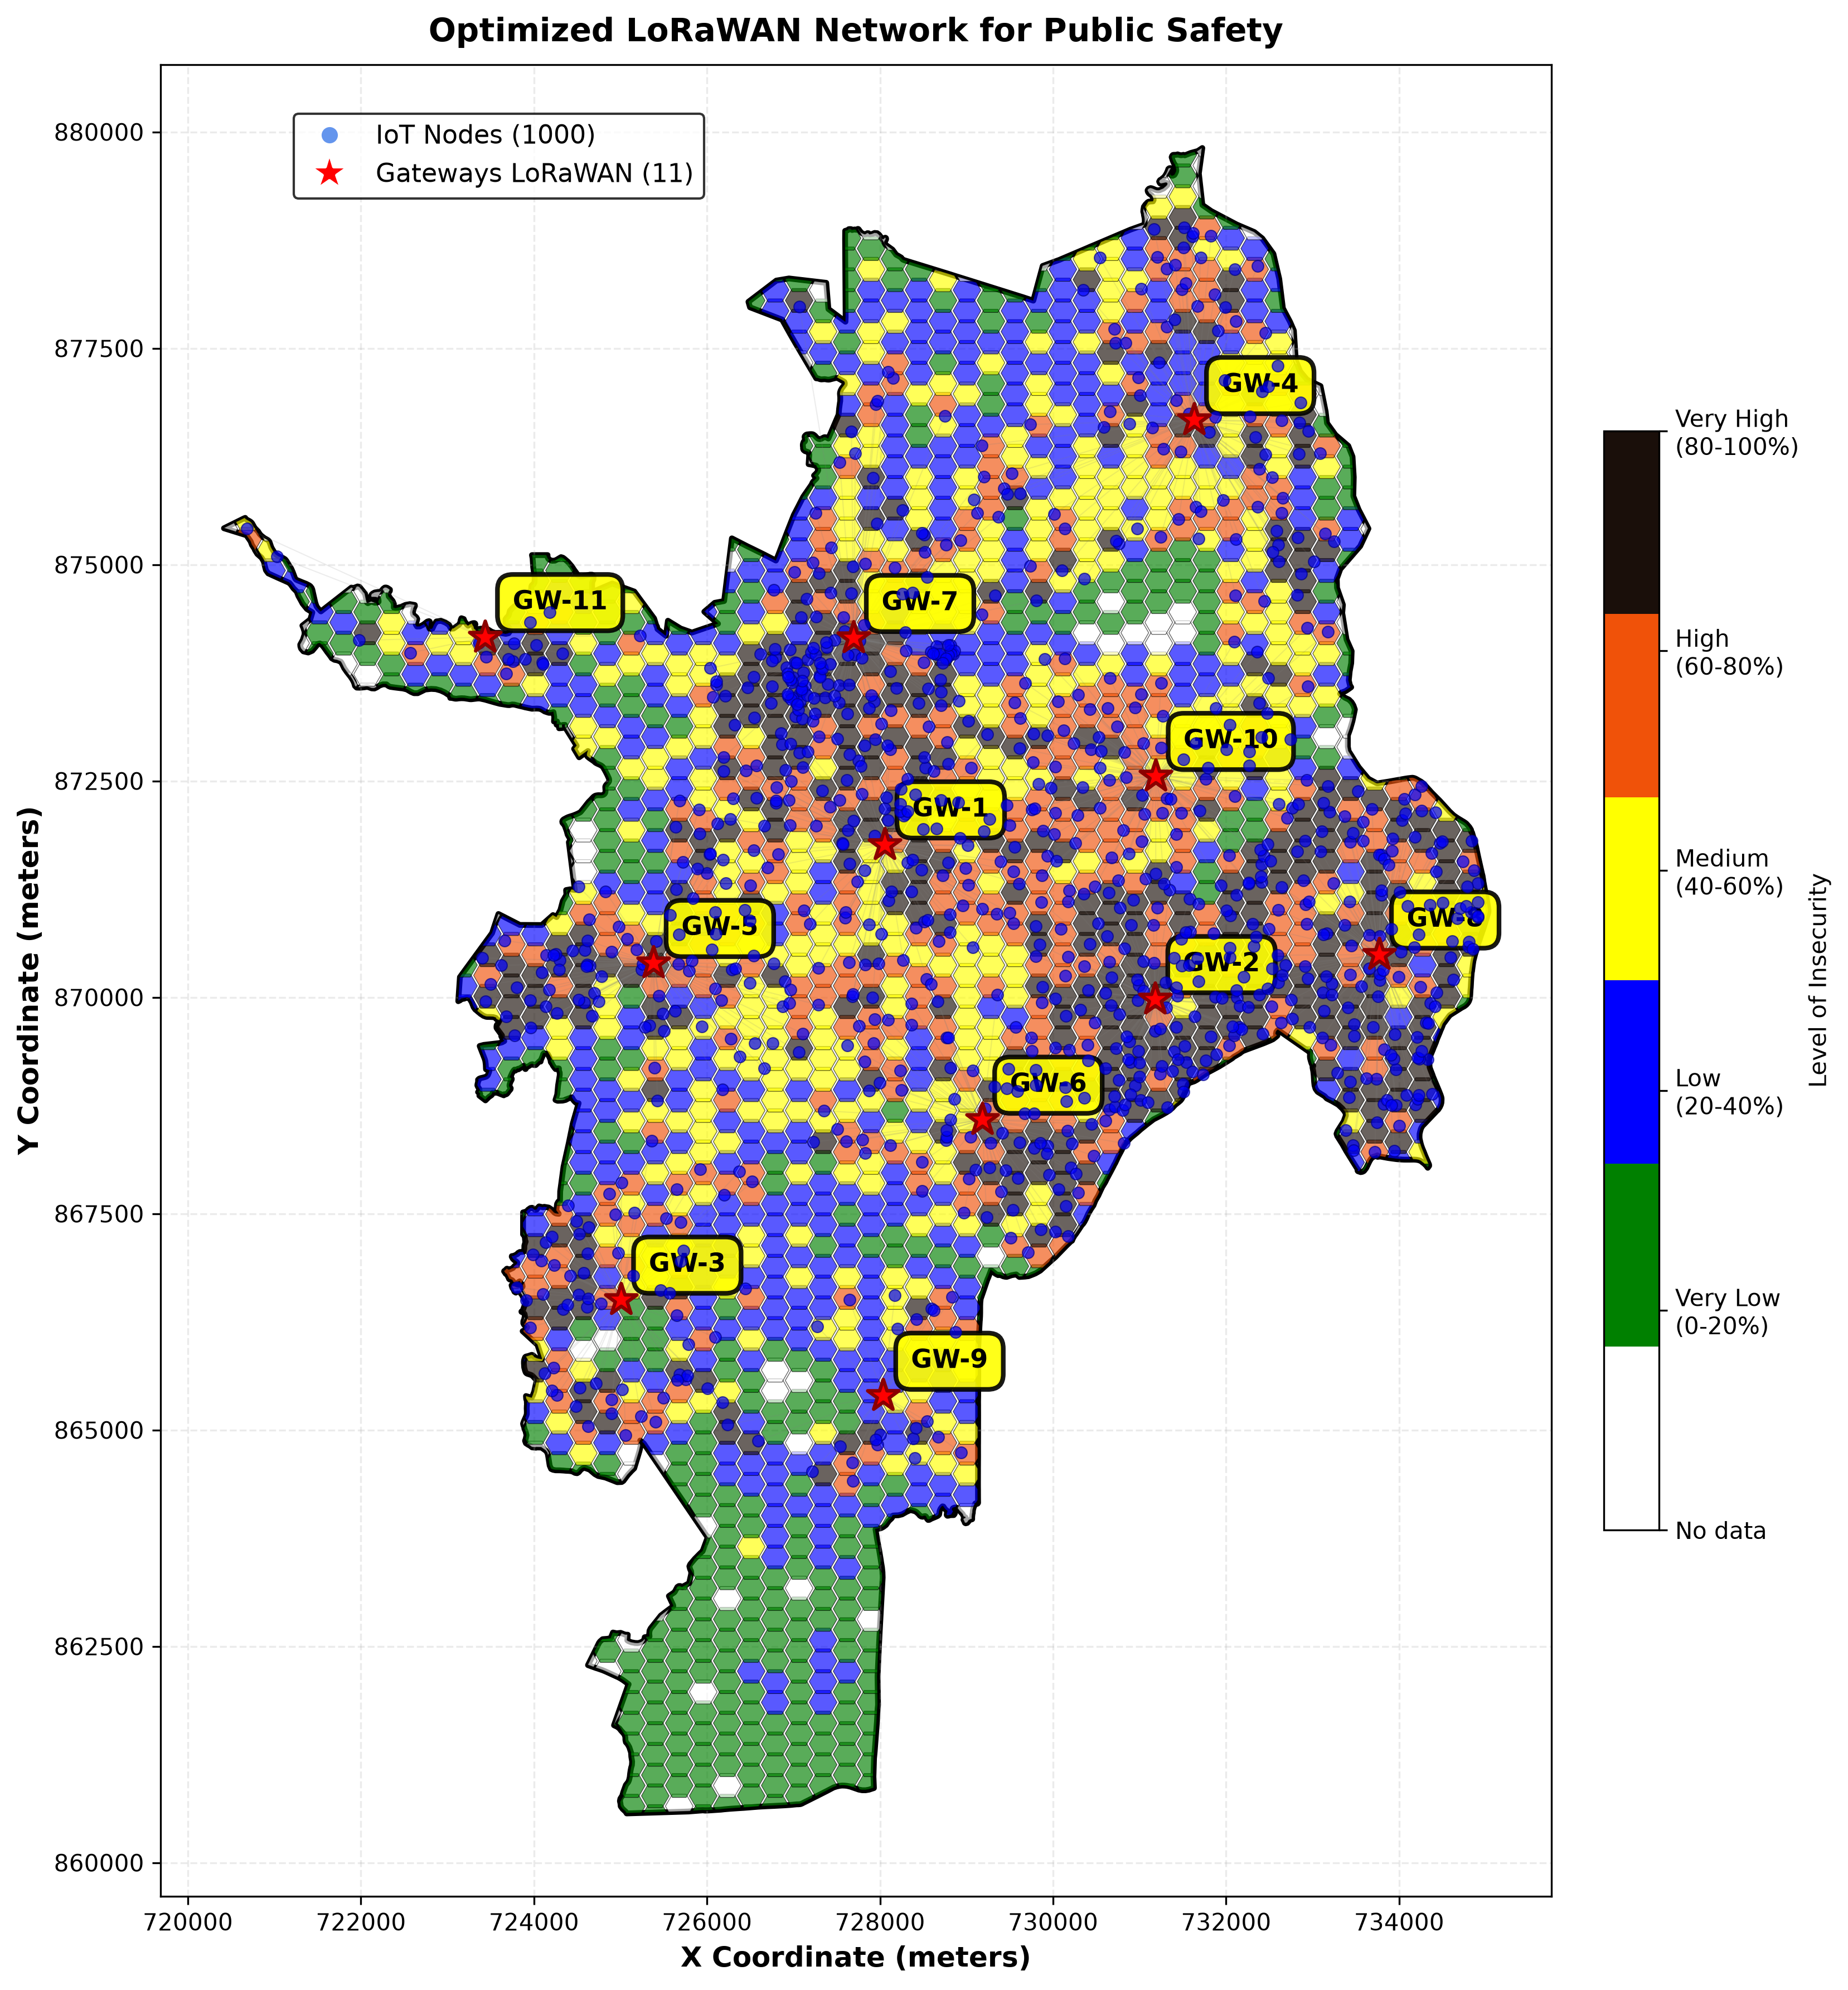 Optimized LoRaWAN Network for Public Safety
IoT Nodes (1000)
Gateways LoRaWAN (11)
880000
877500
875000
872500
870000
867500
865000
862500
860000
Y Coordinate (meters)
GW-4
GW-11
GW-7
GW-10
GW-1
GW-5
GW-8
GW-2
GW-6
GW-3
GW-9
720000
722000
724000
726000
728000
730000
732000
734000
X Coordinate (meters)
Very High
(80-100%)
High
(60-80%)
Medium
(40-60%)
Low
(20-40%)
Very Low
(0-20%)
No data
Level of Insecurity